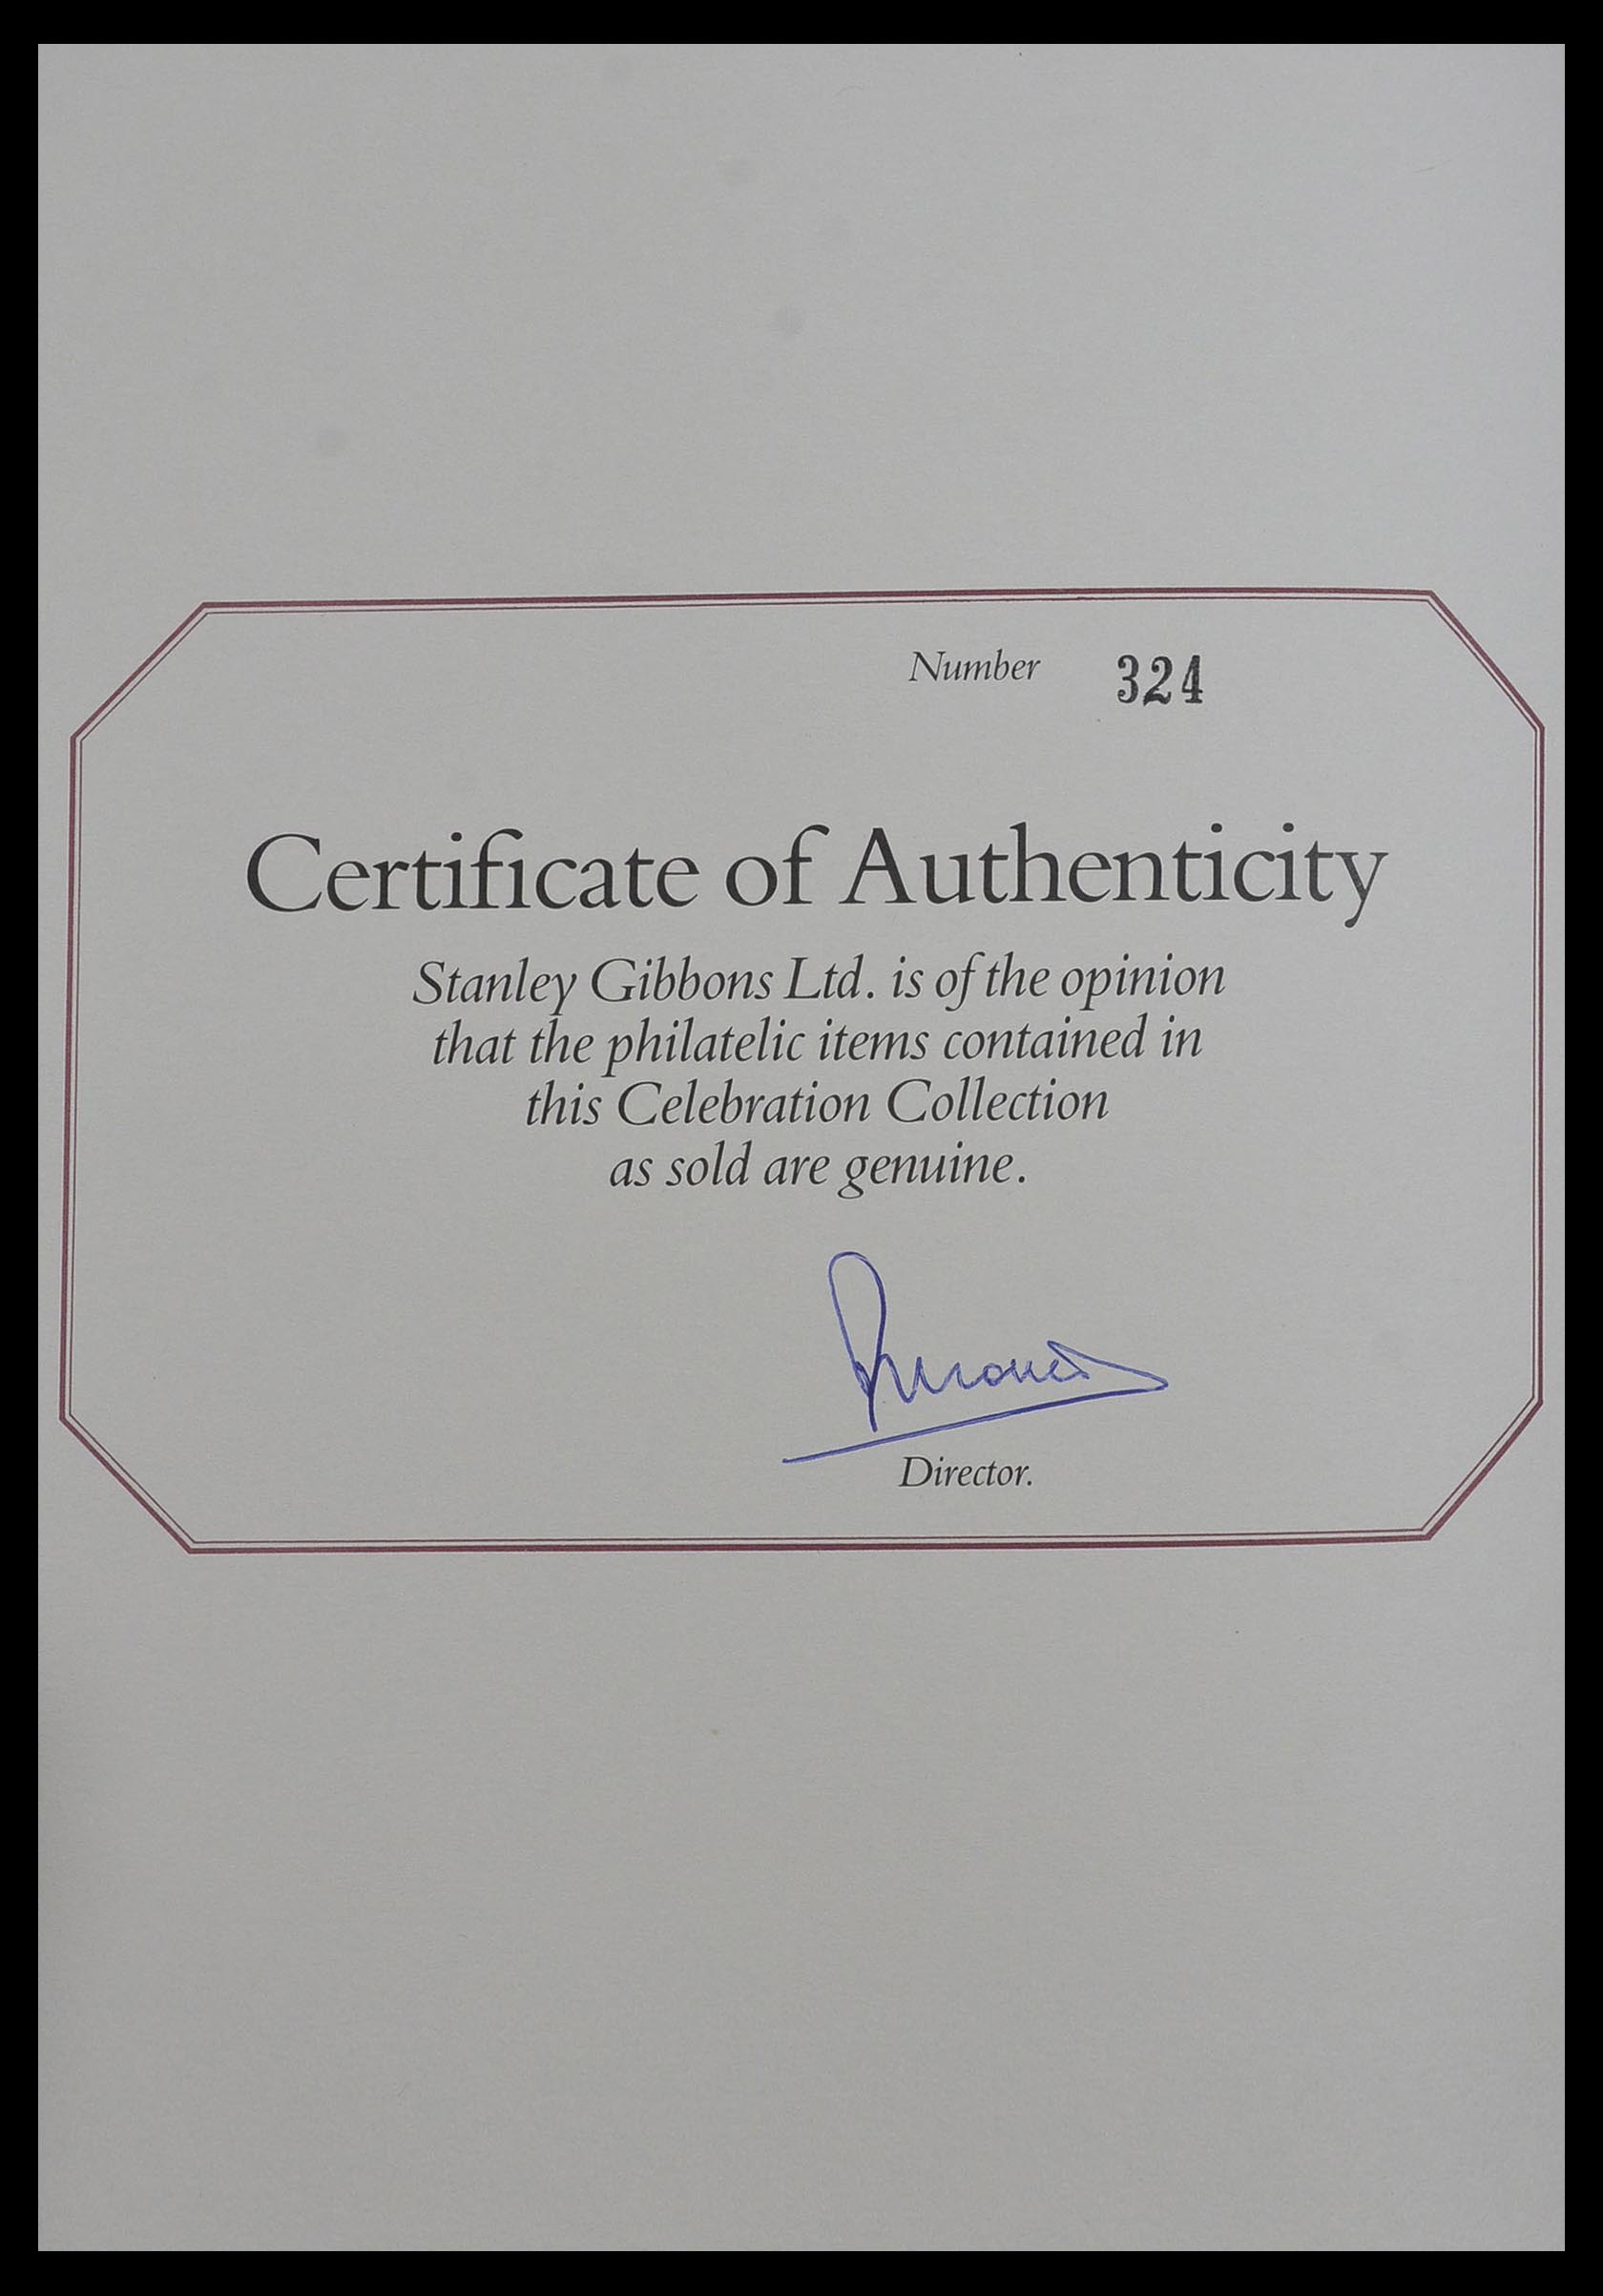 Number 324
Certificate of Authenticity
Stanley Gibbons Ltd. is of the opinion
that the philatelic items contained in
this Celebration Collection
as sold are genuine.
Director.